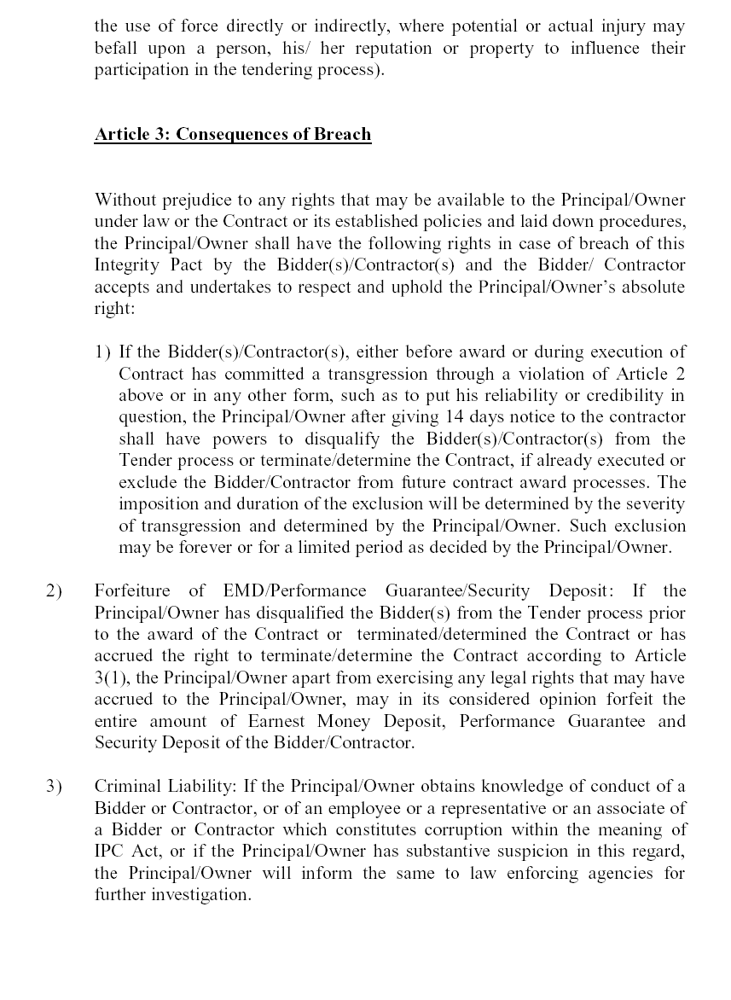 the use of force directly or indirectly, where potential or actual injury may
befall upon a person, his/ her reputation or property to influence their
participation in the tendering process).
Article 3: Consequences of Breach
Without prejudice to any rights that may be available to the Principal/Owner
under law or the Contract or its established policies and laid down procedures,
the Principal/Owner shall have the following rights in case of breach of this
Integrity Pact by the Bidder(s)/Contractor(s) and the Bidder/ Contractor
accepts and undertakes to respect and uphold the Principal/Owner’s absolute
right:
1) If the Bidder(s)/Contractor(s), either before award or during execution of
Contract has committed a transgression through a violation of Article 2
above or in any other form, such as to put his reliability or credibility in
question, the Principal/Owner after giving 14 days notice to the contractor
shall have powers to disqualify the Bidder(s)/Contractor(s) from the
Tender process or terminate/determine the Contract, if already executed or
exclude the Bidder/Contractor from future contract award processes. The
imposition and duration of the exclusion will be determined by the severity
of transgression and determined by the Principal/Owner. Such exclusion
may be forever or for a limited period as decided by the Principal/Owner.
2) Forfeiture of EMD/Performance Guarantee/Security Deposit: If the
Principal/Owner has disqualified the Bidder(s) from the Tender process prior
to the award of the Contract or terminated/determined the Contract or has
accrued the right to terminate/determine the Contract according to Article
3(1), the Principal/Owner apart from exercising any legal rights that may have
accrued to the Principal/Owner, may in its considered opinion forfeit the
entire amount of Earnest Money Deposit, Performance Guarantee and
Security Deposit of the Bidder/Contractor.
3) Criminal Liability: If the Principal/Owner obtains knowledge of conduct of a
Bidder or Contractor, or of an employee or a representative or an associate of
a Bidder or Contractor which constitutes corruption within the meaning of
IPC Act, or if the Principal/Owner has substantive suspicion in this regard,
the Principal/Owner will inform the same to law enforcing agencies for
further investigation.